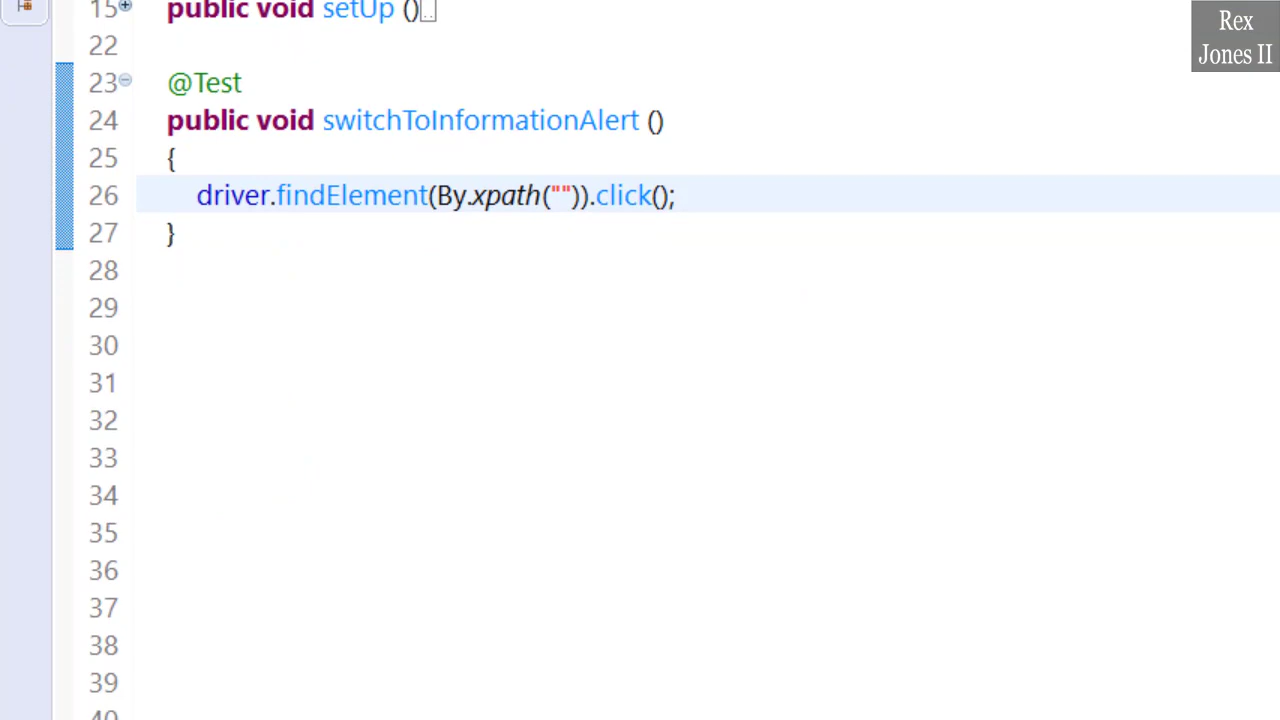 15 public void setUp ()
Rex
Jones II
22
23 @Test
24 public void switchToInformationAlert ()
25 {
26 driver.findElement(By.xpath("")).click();
27 }
28
29
30
31
32
33
34
35
36
37
38
39
40